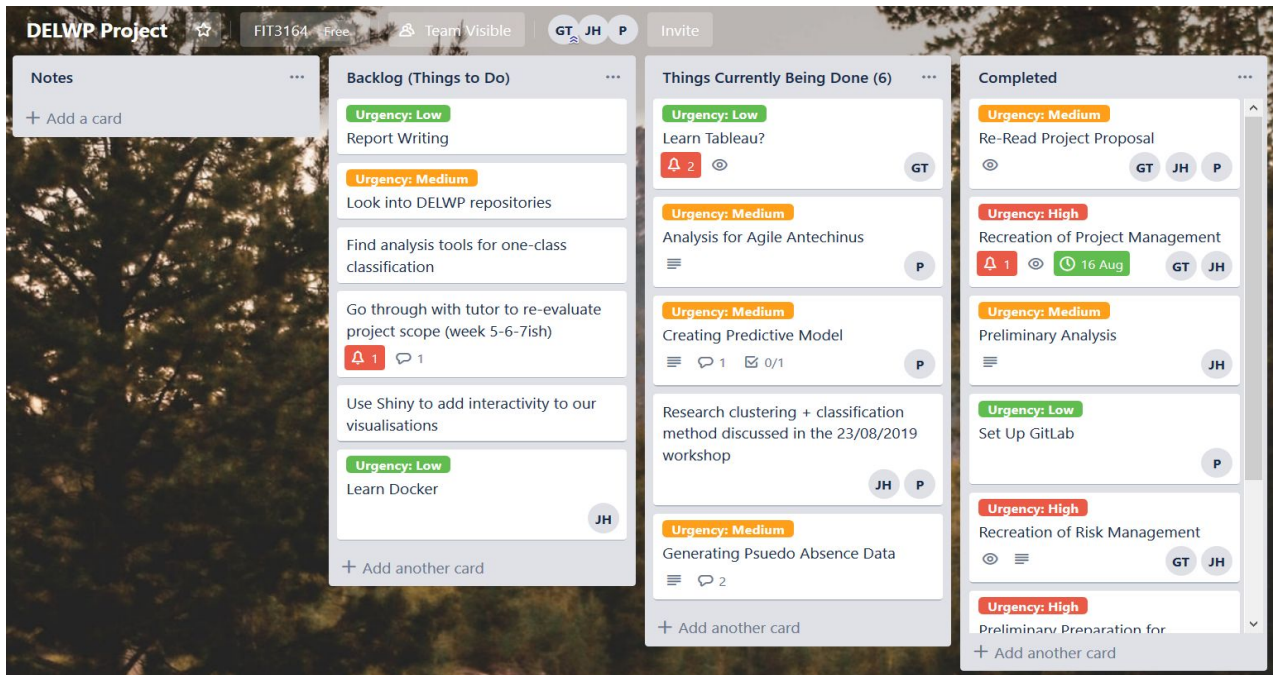 DELWP Project
FIT3164 Free
Team Visible
GT JH P
Invite
Notes
+ Add a card
Backlog (Things to Do)
Urgency: Low
Report Writing
Urgency: Medium
Look into DELWP repositories
Find analysis tools for one-class
classification
Go through with tutor to re-evaluate
project scope (week 5-6-7ish)
1 1
Use Shiny to add interactivity to our
visualisations
Urgency: Low
Learn Docker
JH
+ Add another card
Things Currently Being Done (6)
Urgency: Low
Learn Tableau?
2 GT
Urgency: Medium
Analysis for Agile Antechinus
P
Urgency: Medium
Creating Predictive Model
1 0/1 P
Research clustering + classification
method discussed in the 23/08/2019
workshop
JH P
Urgency: Medium
Generating Psuedo Absence Data
2
+ Add another card
Completed
Urgency: Medium
Re-Read Project Proposal
GT JH P
Urgency: High
Recreation of Project Management
1 16 Aug GT JH
Urgency: Medium
Preliminary Analysis
JH
Urgency: Low
Set Up GitLab
P
Urgency: High
Recreation of Risk Management
GT JH
Urgency: High
Preliminary Preparation for
+ Add another card